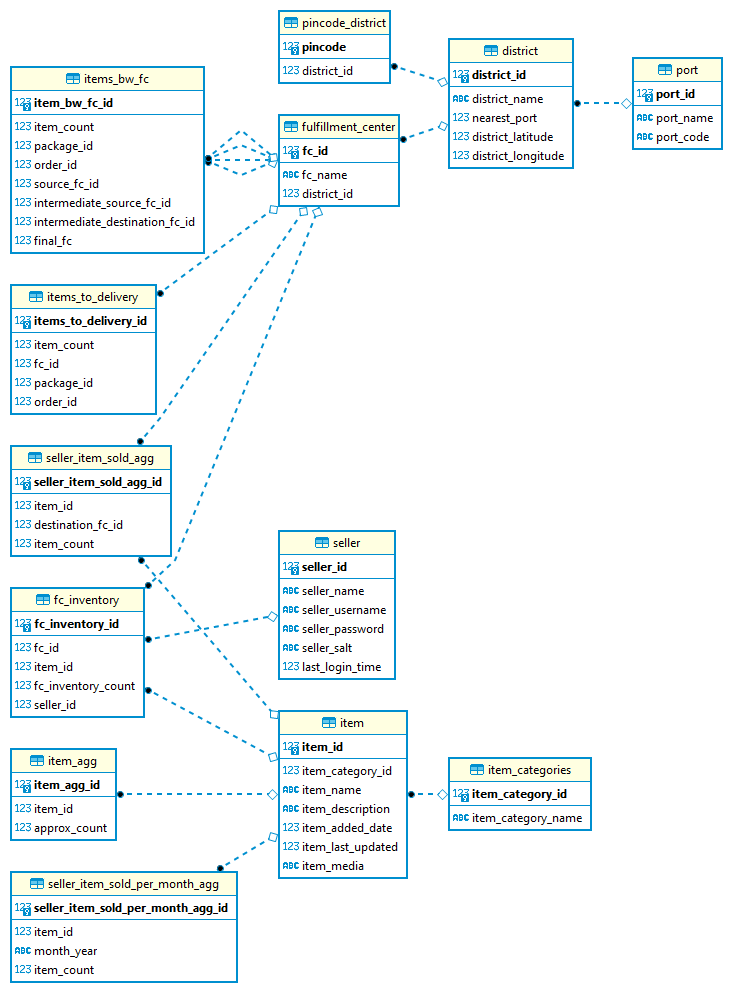 pincode_district
123 pincode
123 district_id
district
123 district_id
ABC district_name
123 nearest_port
123 district_latitude
123 district_longitude
port
123 port_id
ABC port_name
ABC port_code
items_bw_fc
123 item_bw_fc_id
123 item_count
123 package_id
123 order_id
123 source_fc_id
123 intermediate_source_fc_id
123 intermediate_destination_fc_id
123 final_fc
fulfillment_center
123 fc_id
ABC fc_name
123 district_id
items_to_delivery
123 items_to_delivery_id
123 item_count
123 fc_id
123 package_id
123 order_id
seller_item_sold_agg
123 seller_item_sold_agg_id
123 item_id
123 destination_fc_id
123 item_count
seller
123 seller_id
ABC seller_name
ABC seller_username
ABC seller_password
ABC seller_salt
123 last_login_time
fc_inventory
123 fc_inventory_id
123 fc_id
123 item_id
123 fc_inventory_count
123 seller_id
item
123 item_id
123 item_category_id
ABC item_name
ABC item_description
123 item_added_date
123 item_last_updated
ABC item_media
item_categories
123 item_category_id
ABC item_category_name
item_agg
123 item_agg_id
123 item_id
123 approx_count
seller_item_sold_per_month_agg
123 seller_item_sold_per_month_agg_id
123 item_id
ABC month_year
123 item_count